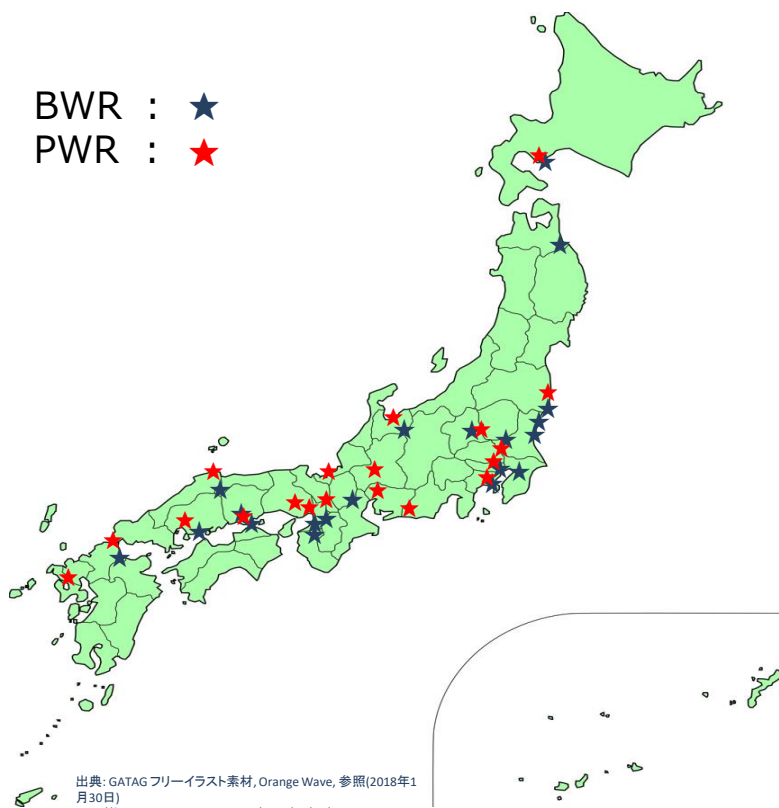 BWR : ★
PWR : ★
出典: GATAG フリーイラスト素材, Orange Wave, 参照(2018年1
月30日)